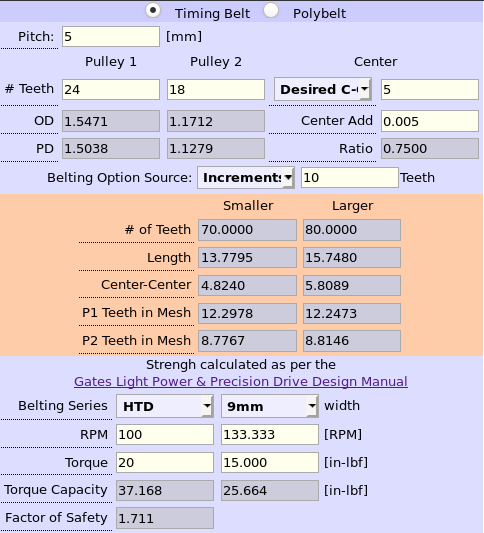 Timing Belt Polybelt
Pitch: 5 [mm]
Pulley 1 Pulley 2 Center
# Teeth 24 18 Desired C-( 5
OD 1.5471 1.1712 Center Add 0.005
PD 1.5038 1.1279 Ratio 0.7500
Belting Option Source: Increments 10 Teeth
Smaller Larger
# of Teeth 70.0000 80.0000
Length 13.7795 15.7480
Center-Center 4.8240 5.8089
P1 Teeth in Mesh 12.2978 12.2473
P2 Teeth in Mesh 8.7767 8.8146
Strengh calculated as per the
Gates Light Power & Precision Drive Design Manual
Belting Series HTD 9mm width
RPM 100 133.333 [RPM]
Torque 20 15.000 [in-lbf]
Torque Capacity 37.168 25.664 [in-lbf]
Factor of Safety 1.711